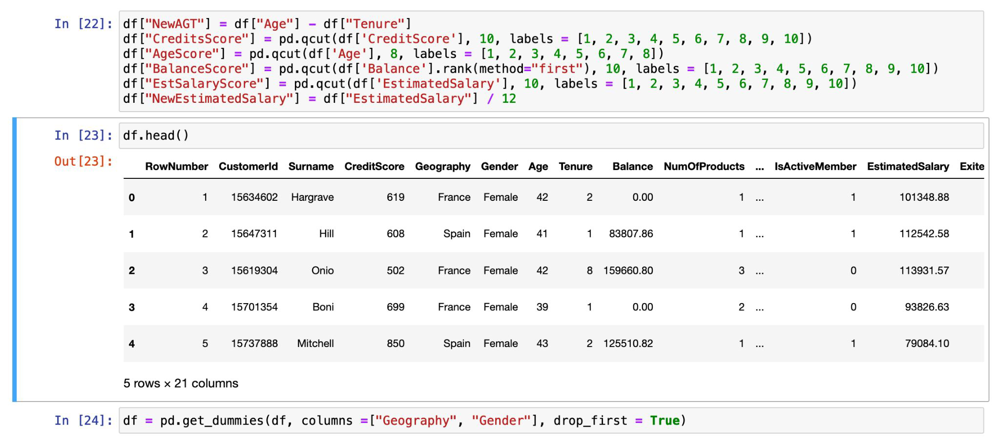 In [22]: df["NewAGT"] = df["Age"] - df["Tenure"]
df["CreditsScore"] = pd.qcut(df['CreditScore'], 10, labels = [1, 2, 3, 4, 5, 6, 7, 8, 9, 10])
df["AgeScore"] = pd.qcut(df['Age'], 8, labels = [1, 2, 3, 4, 5, 6, 7, 8])
df["BalanceScore"] = pd.qcut(df['Balance'].rank(method="first"), 10, labels = [1, 2, 3, 4, 5, 6, 7, 8, 9, 10])
df["EstSalaryScore"] = pd.qcut(df['EstimatedSalary'], 10, labels = [1, 2, 3, 4, 5, 6, 7, 8, 9, 10])
df["NewEstimatedSalary"] = df["EstimatedSalary"] / 12
In [23]: df.head()
Out[23]:
RowNumber CustomerId Surname CreditScore Geography Gender Age Tenure Balance NumOfProducts ... IsActiveMember EstimatedSalary Exite
0 1 15634602 Hargrave 619 France Female 42 2 0.00 1 ... 1 101348.88
1 2 15647311 Hill 608 Spain Female 41 1 83807.86 1 ... 1 112542.58
2 3 15619304 Onio 502 France Female 42 8 159660.80 3 ... 0 113931.57
3 4 15701354 Boni 699 France Female 39 1 0.00 2 ... 0 93826.63
4 5 15737888 Mitchell 850 Spain Female 43 2 125510.82 1 ... 1 79084.10
5 rows × 21 columns
In [24]: df = pd.get_dummies(df, columns =["Geography", "Gender"], drop_first = True)